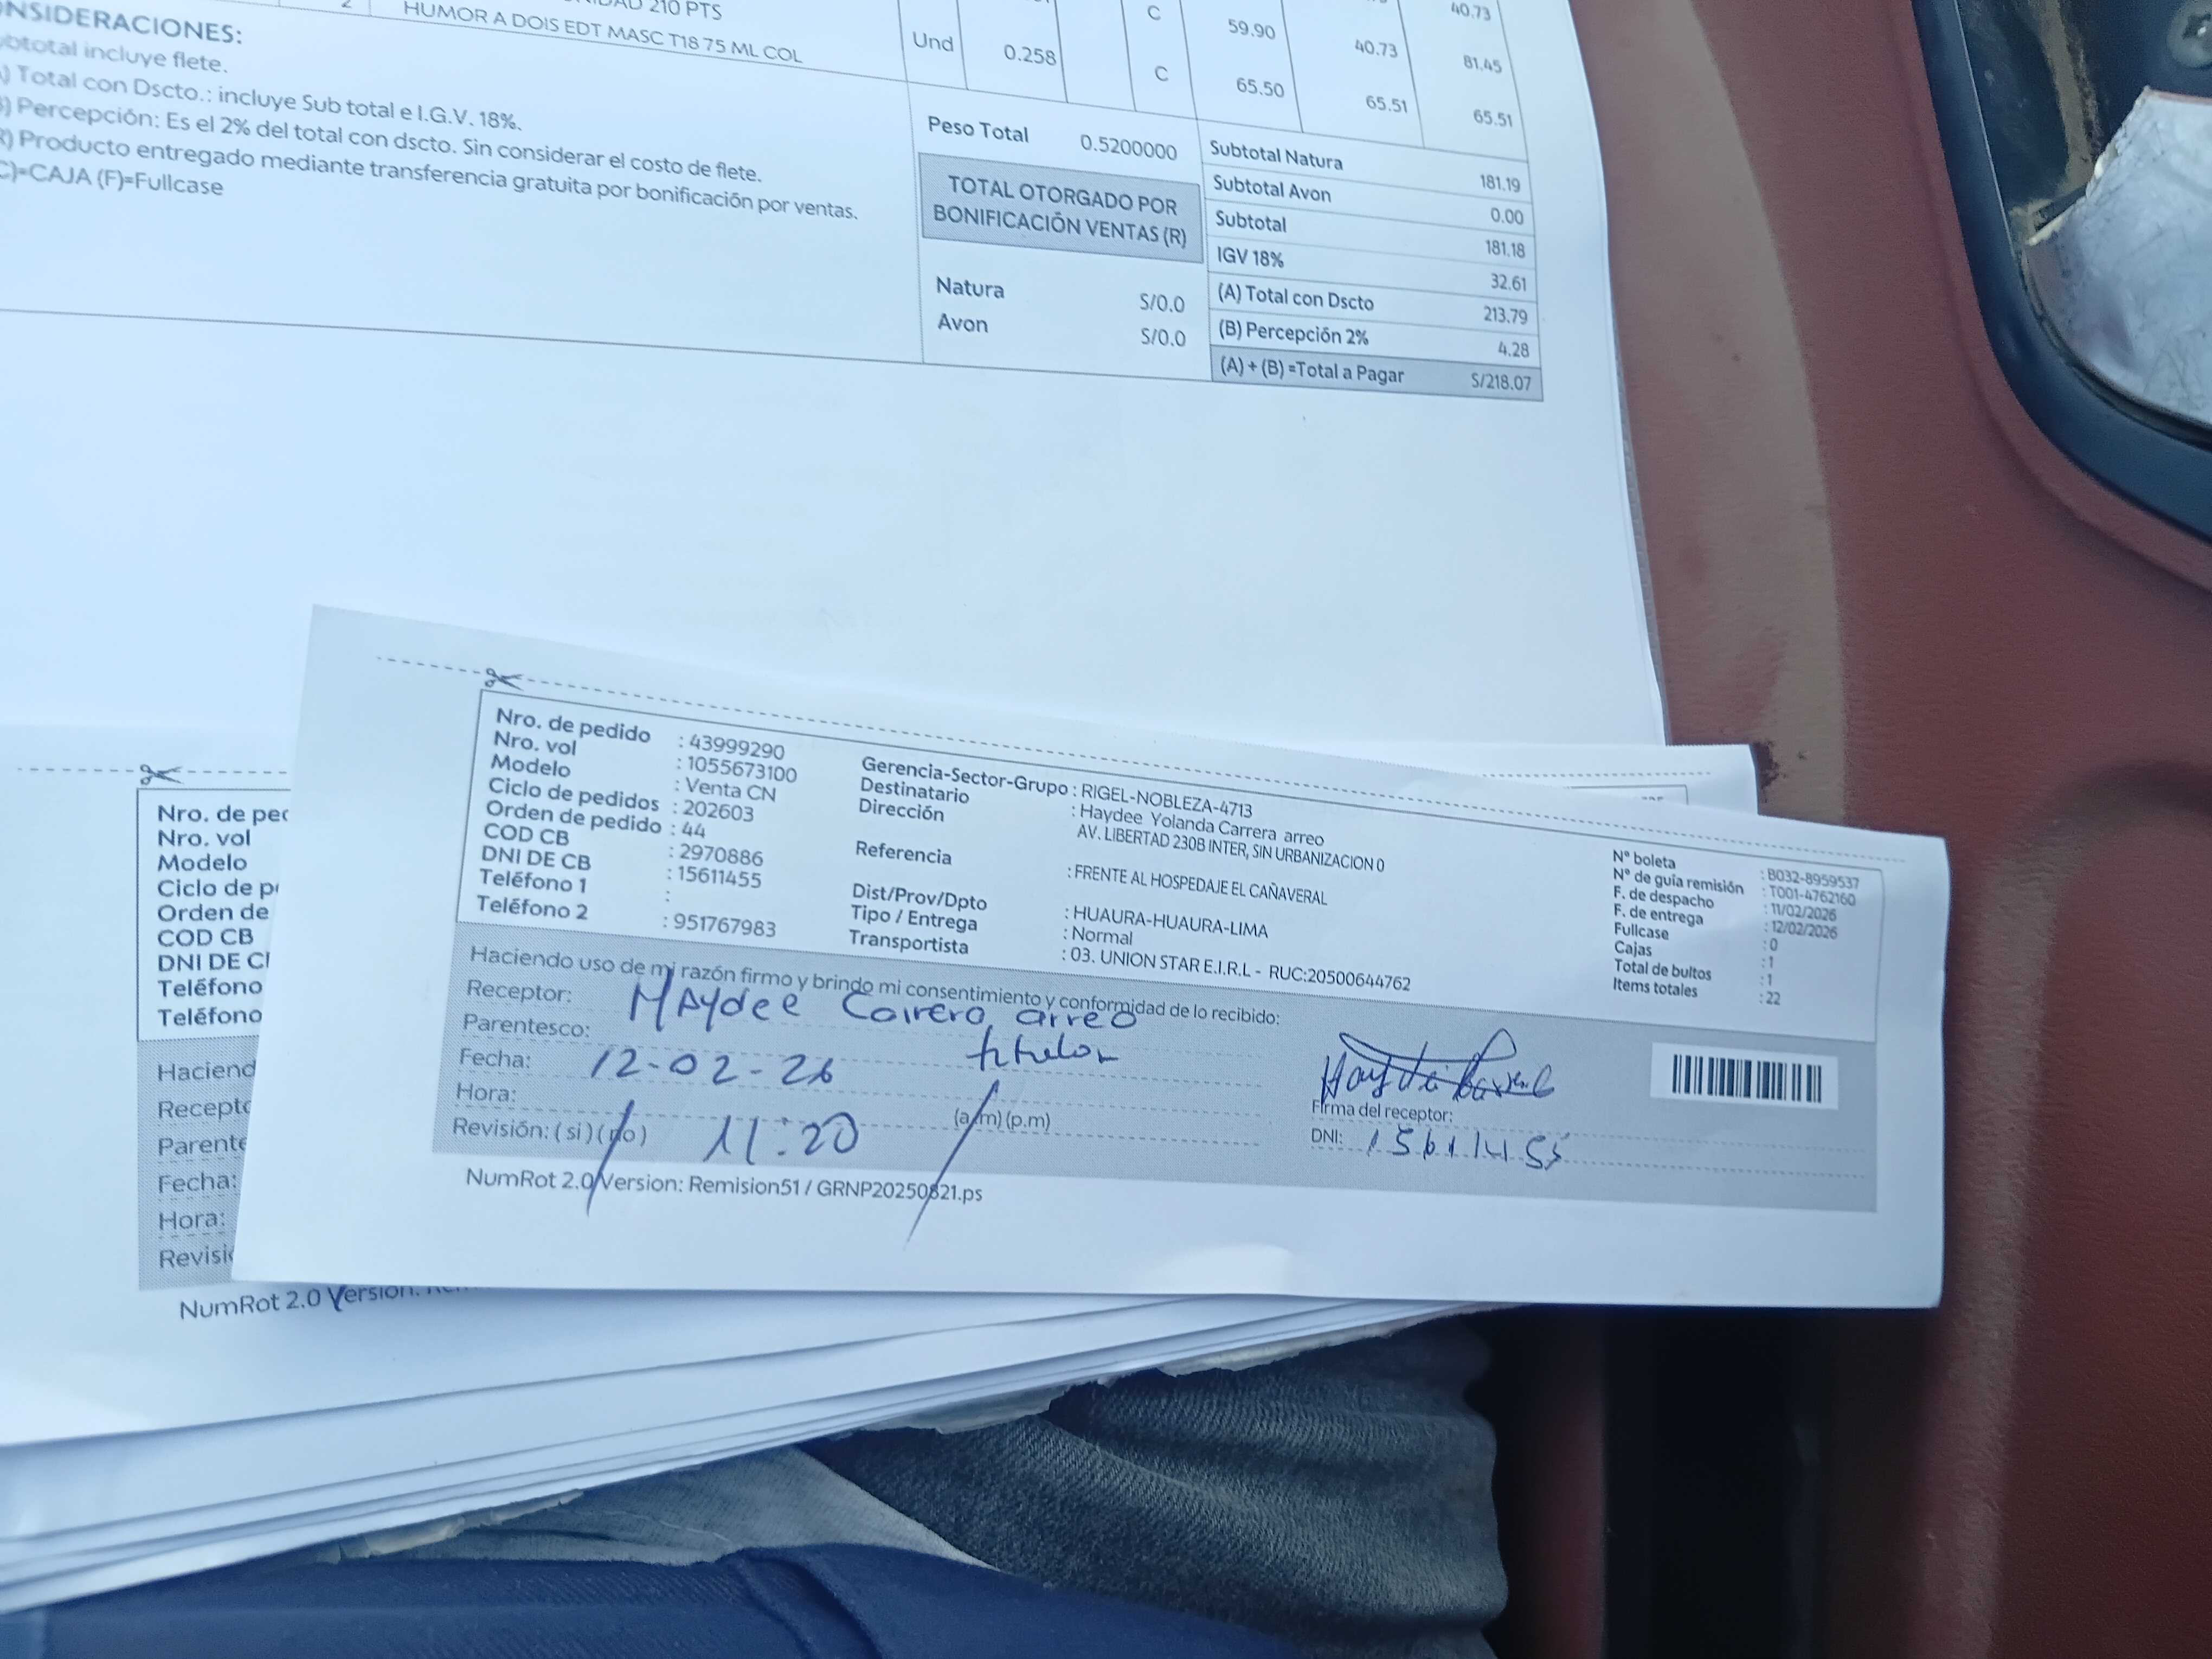 210 PTS
2 HUMOR A DOIS EDT MASC T18 75 ML COL Und 0.258 C 65.50 65.51 65.51
C 59.90 40.73 81.45
40.73
NSIDERACIONES:
btotal incluye flete.
) Total con Dscto.: incluye Sub total e I.G.V. 18%.
) Percepción: Es el 2% del total con dscto. Sin considerar el costo de flete.
) Producto entregado mediante transferencia gratuita por bonificación por ventas.
C)=CAJA (F)=Fullcase
Peso Total 0.5200000
TOTAL OTORGADO POR
BONIFICACIÓN VENTAS (R)
Natura S/0.0
Avon S/0.0
Subtotal Natura 181.19
Subtotal Avon 0.00
Subtotal 181.18
IGV 18% 32.61
(A) Total con Dscto 213.79
(B) Percepción 2% 4.28
(A) + (B) =Total a Pagar S/218.07
Nro. de pedido : 43999290
Nro. vol : 1055673100
Modelo : Venta CN
Ciclo de pedidos : 202603
Orden de pedido : 44
COD CB : 2970886
DNI DE CB : 15611455
Teléfono 1 :
Teléfono 2 : 951767983
Gerencia-Sector-Grupo : RIGEL-NOBLEZA-4713
Destinatario : Haydee Yolanda Carrera arreo
Dirección AV. LIBERTAD 230B INTER, SIN URBANIZACION 0
Referencia : FRENTE AL HOSPEDAJE EL CAÑAVERAL
Dist/Prov/Dpto : HUAURA-HUAURA-LIMA
Tipo / Entrega : Normal
Transportista : 03. UNION STAR E.I.R.L - RUC:20500644762
N° boleta : B032-8959537
N° de guía remisión : T001-4762160
F. de despacho : 11/02/2026
F. de entrega : 12/02/2026
Fullcase : 0
Cajas : 1
Total de bultos : 1
Items totales : 22
Haciendo uso de mi razón firmo y brindo mi consentimiento y conformidad de lo recibido:
Receptor: HAydee Carrera arreo
Parentesco: titular
Fecha: 12-02-26
Hora: 11:20 (a.m) (p.m)
Revisión: ( si ) ( no )
Firma del receptor:
DNI: 15611455
NumRot 2.0 Version: Remision51 / GRNP20250821.ps
Nro. de pec
Nro. vol
Modelo
Ciclo de p
Orden de
COD CB
DNI DE C
Teléfono
Teléfono
Haciend
Recepto
Parente
Fecha:
Hora:
Revisi
NumRot 2.0 Version: